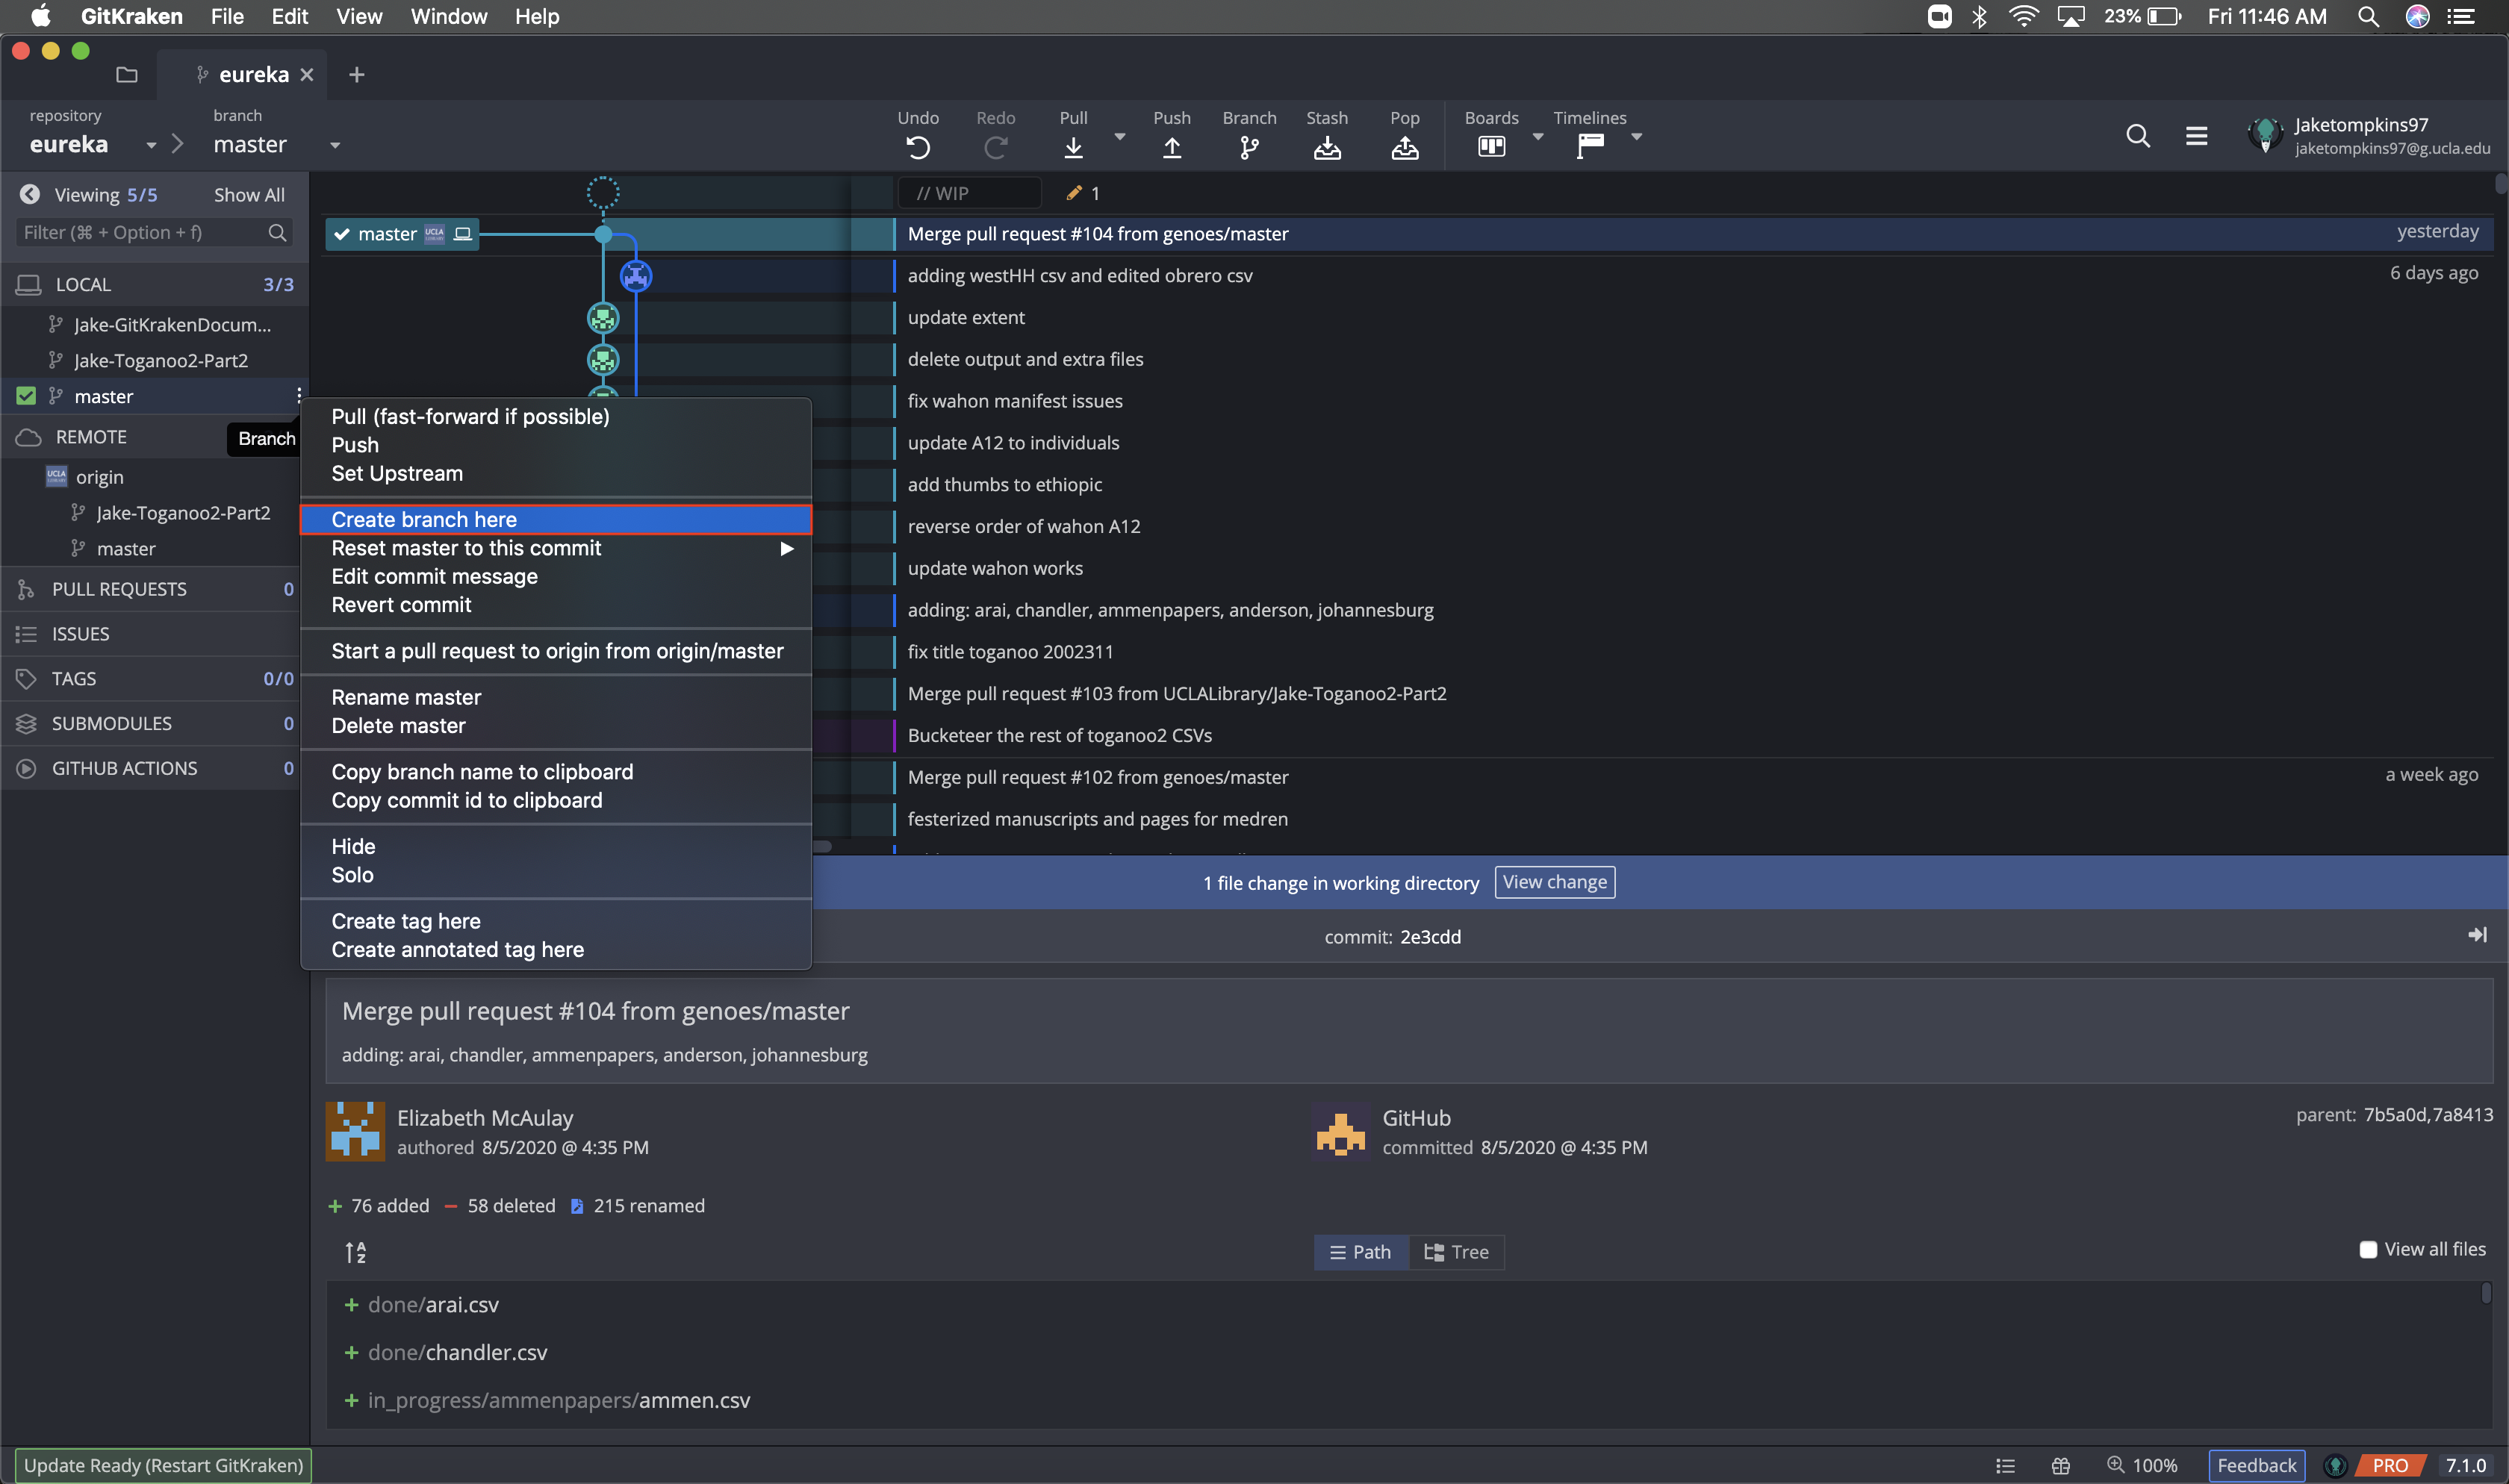 GitKraken File Edit View Window Help
23% Fri 11:46 AM
eureka
repository
eureka
branch
master
Undo Redo Pull Push Branch Stash Pop Boards Timelines
Jaketompkins97
jaketompkins97@g.ucla.edu
Viewing 5/5 Show All
Filter (⌘ + Option + f)
LOCAL 3/3
Jake-GitKrakenDocum...
Jake-Toganoo2-Part2
master
REMOTE
Branch
origin
Jake-Toganoo2-Part2
master
PULL REQUESTS 0
ISSUES
TAGS 0/0
SUBMODULES 0
GITHUB ACTIONS 0
Pull (fast-forward if possible)
Push
Set Upstream
Create branch here
Reset master to this commit
Edit commit message
Revert commit
Start a pull request to origin from origin/master
Rename master
Delete master
Copy branch name to clipboard
Copy commit id to clipboard
Hide
Solo
Create tag here
Create annotated tag here
// WIP 1
master UCLA Merge pull request #104 from genoes/master yesterday
adding westHH csv and edited obrero csv 6 days ago
update extent
delete output and extra files
fix wahon manifest issues
update A12 to individuals
add thumbs to ethiopic
reverse order of wahon A12
update wahon works
adding: arai, chandler, ammenpapers, anderson, johannesburg
fix title toganoo 2002311
Merge pull request #103 from UCLALibrary/Jake-Toganoo2-Part2
Bucketeer the rest of toganoo2 CSVs
Merge pull request #102 from genoes/master a week ago
festerized manuscripts and pages for medren
1 file change in working directory View change
commit: 2e3cdd
Merge pull request #104 from genoes/master
adding: arai, chandler, ammenpapers, anderson, johannesburg
Elizabeth McAulay
authored 8/5/2020 @ 4:35 PM
GitHub
committed 8/5/2020 @ 4:35 PM
parent: 7b5a0d,7a8413
+ 76 added − 58 deleted 215 renamed
A Z
Path Tree
View all files
+ done/arai.csv
+ done/chandler.csv
+ in_progress/ammenpapers/ammen.csv
Update Ready (Restart GitKraken)
100% Feedback PRO 7.1.0